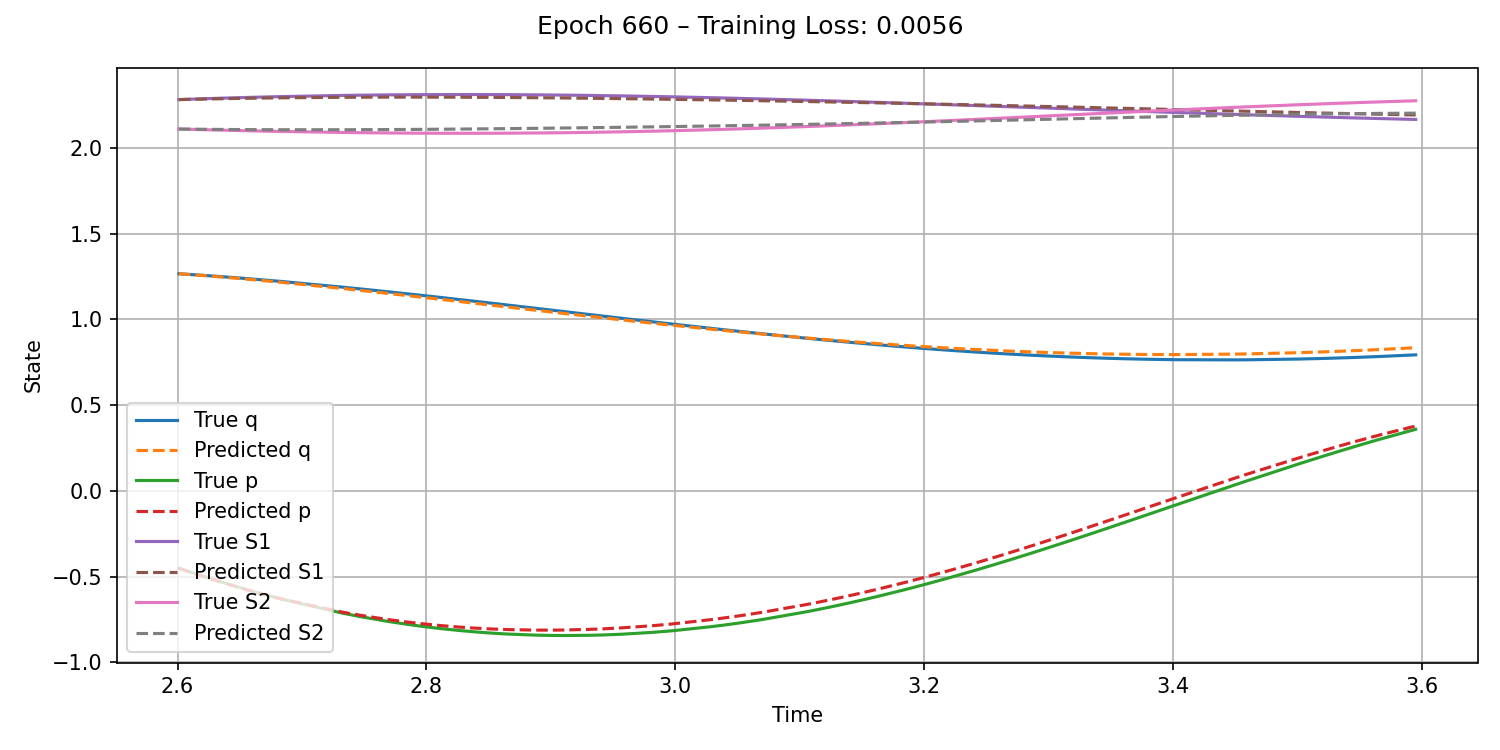 Epoch 660 – Training Loss: 0.0056
State
2.0
1.5
1.0
0.5
0.0
−0.5
−1.0
True q
Predicted q
True p
Predicted p
True S1
Predicted S1
True S2
Predicted S2
2.6 2.8 3.0 3.2 3.4 3.6
Time